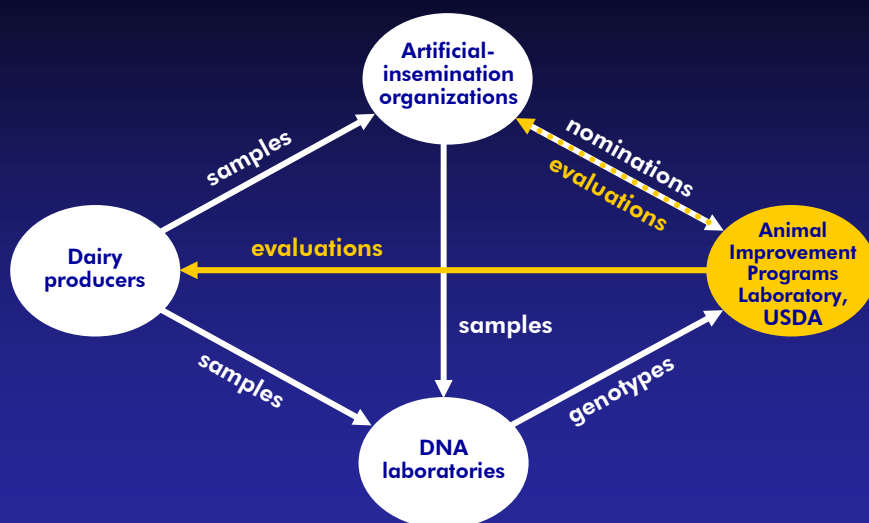 Artificial-
insemination
organizations
samples
nominations
evaluations
Dairy
producers
evaluations
Animal
Improvement
Programs
Laboratory,
USDA
samples
samples
genotypes
DNA
laboratories